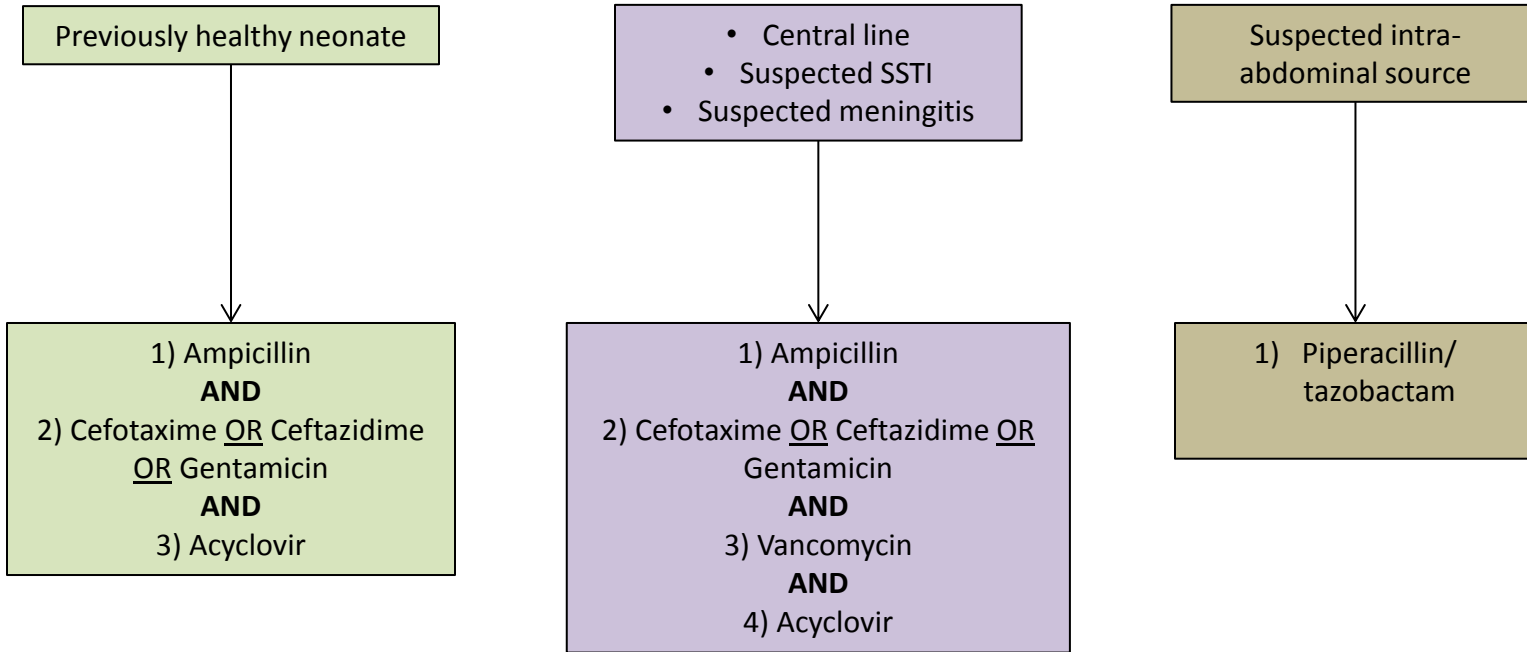 Previously healthy neonate
• Central line
• Suspected SSTI
• Suspected meningitis
Suspected intra-
abdominal source
1) Ampicillin
AND
2) Cefotaxime OR Ceftazidime
OR Gentamicin
AND
3) Acyclovir
1) Ampicillin
AND
2) Cefotaxime OR Ceftazidime OR
Gentamicin
AND
3) Vancomycin
AND
4) Acyclovir
1) Piperacillin/
tazobactam